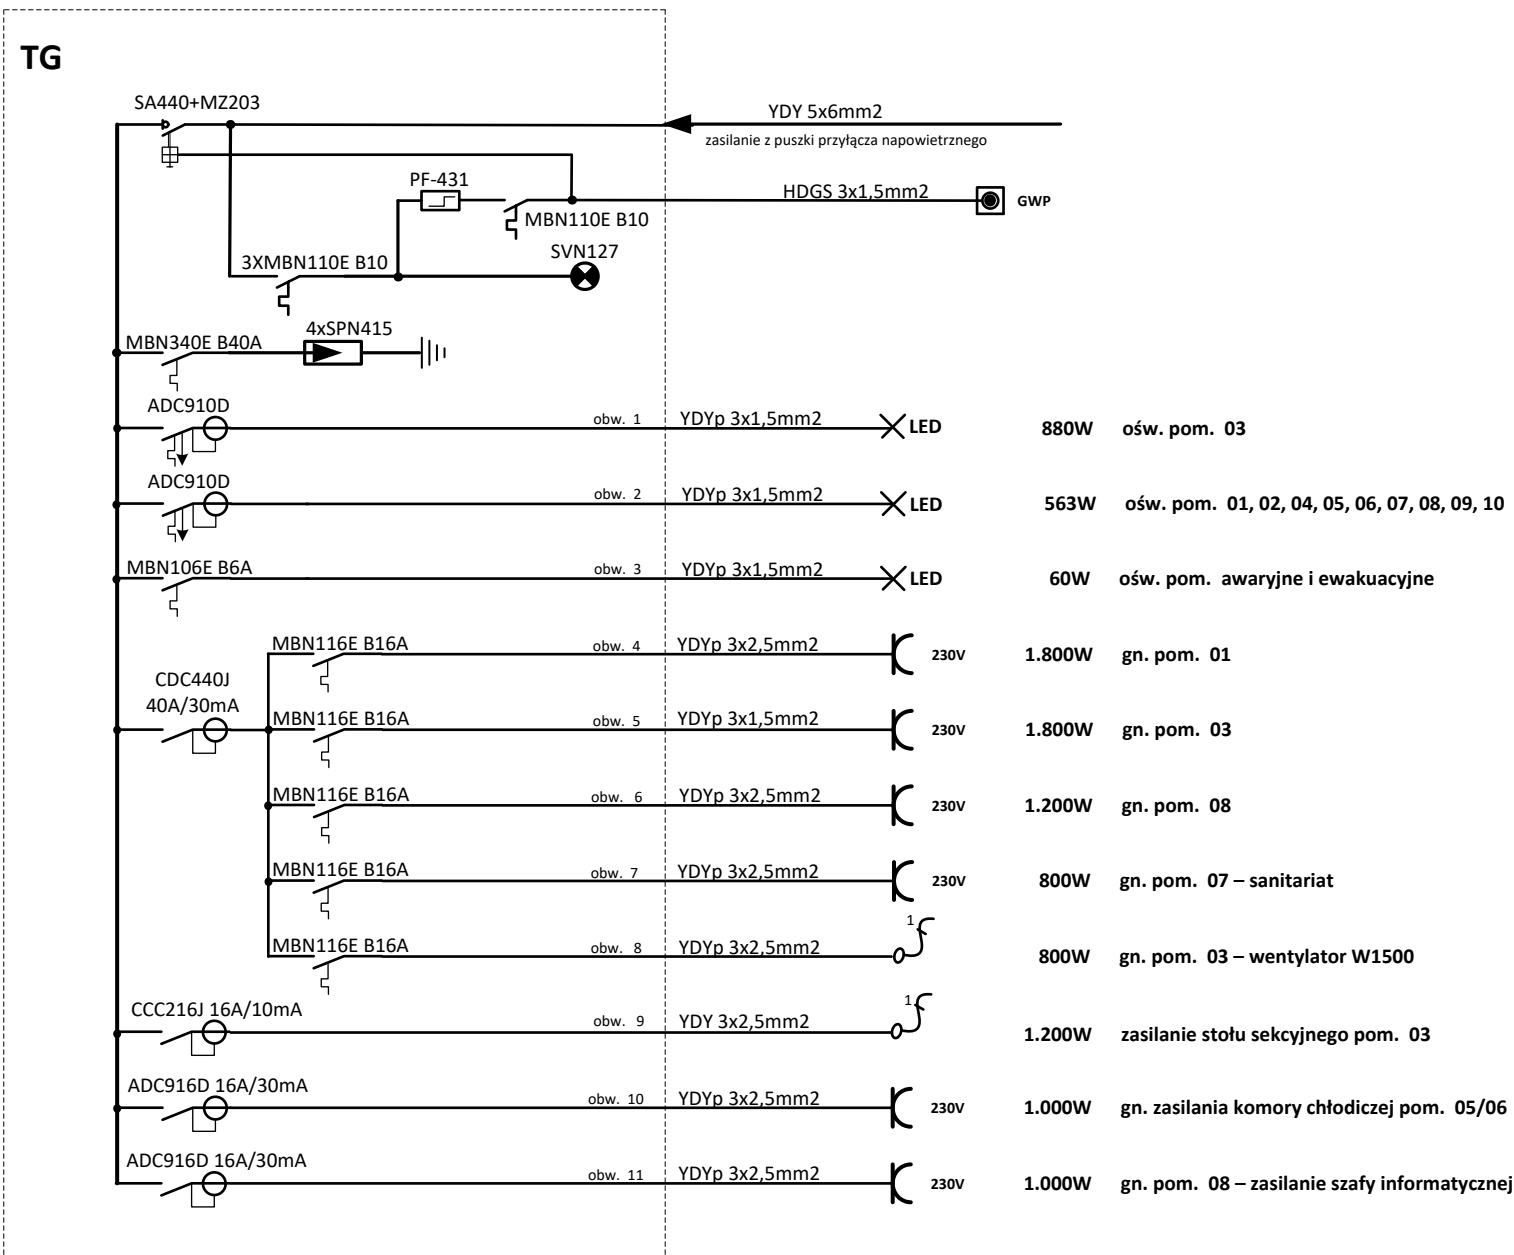 TG
SA440+MZ203
YDY 5x6mm2
zasilanie z puszki przyłącza napowietrznego
PF-431
HDGS 3x1,5mm2
GWP
MBN110E B10
3XMBN110E B10
SVN127
4xSPN415
MBN340E B40A
ADC910D
obw. 1 YDYp 3x1,5mm2 LED 880W ośw. pom. 03
ADC910D
obw. 2 YDYp 3x1,5mm2 LED 563W ośw. pom. 01, 02, 04, 05, 06, 07, 08, 09, 10
MBN106E B6A obw. 3 YDYp 3x1,5mm2 LED 60W ośw. pom. awaryjne i ewakuacyjne
MBN116E B16A obw. 4 YDYp 3x2,5mm2 230V 1.800W gn. pom. 01
CDC440J
40A/30mA
MBN116E B16A obw. 5 YDYp 3x1,5mm2 230V 1.800W gn. pom. 03
MBN116E B16A obw. 6 YDYp 3x2,5mm2 230V 1.200W gn. pom. 08
MBN116E B16A obw. 7 YDYp 3x2,5mm2 230V 800W gn. pom. 07 – sanitariat
1
MBN116E B16A obw. 8 YDYp 3x2,5mm2 800W gn. pom. 03 – wentylator W1500
1
CCC216J 16A/10mA obw. 9 YDY 3x2,5mm2 1.200W zasilanie stołu sekcyjnego pom. 03
ADC916D 16A/30mA obw. 10 YDYp 3x2,5mm2 230V 1.000W gn. zasilania komory chłodiczej pom. 05/06
ADC916D 16A/30mA obw. 11 YDYp 3x2,5mm2 230V 1.000W gn. pom. 08 – zasilanie szafy informatycznej